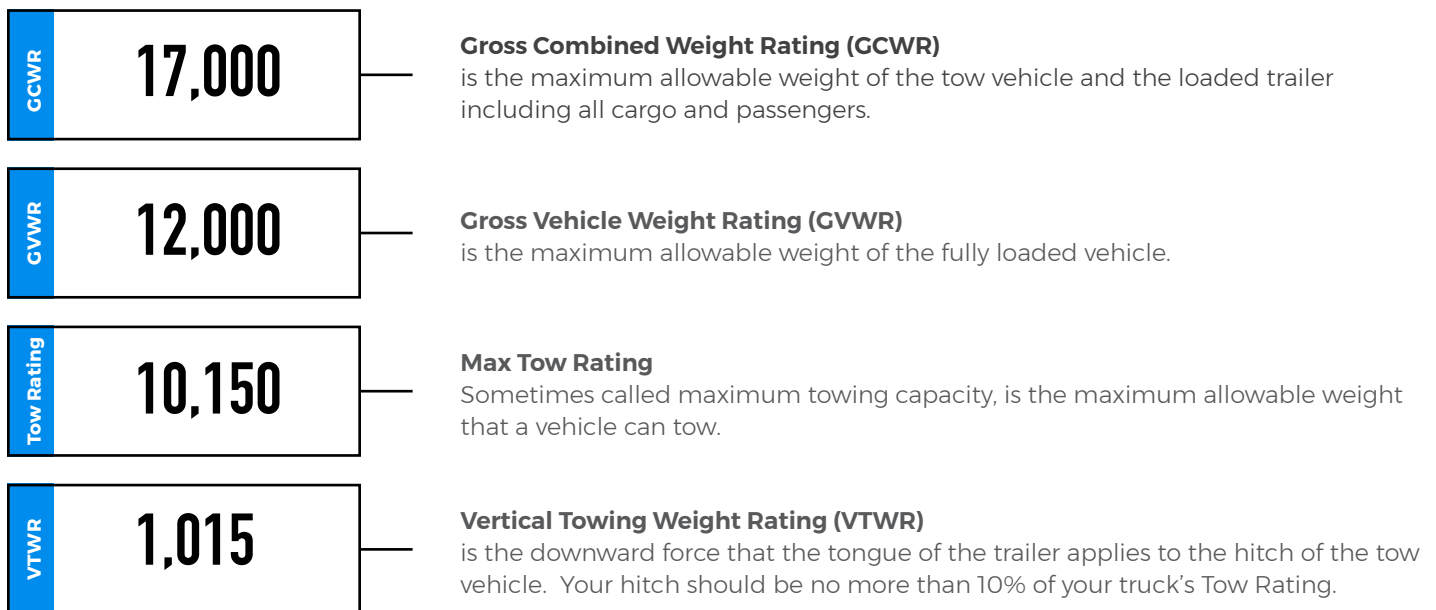 GCWR
17,000
Gross Combined Weight Rating (GCWR)
is the maximum allowable weight of the tow vehicle and the loaded trailer
including all cargo and passengers.
GVWR
12,000
Gross Vehicle Weight Rating (GVWR)
is the maximum allowable weight of the fully loaded vehicle.
Tow Rating
10,150
Max Tow Rating
Sometimes called maximum towing capacity, is the maximum allowable weight
that a vehicle can tow.
VTWR
1,015
Vertical Towing Weight Rating (VTWR)
is the downward force that the tongue of the trailer applies to the hitch of the tow
vehicle.  Your hitch should be no more than 10% of your truck's Tow Rating.